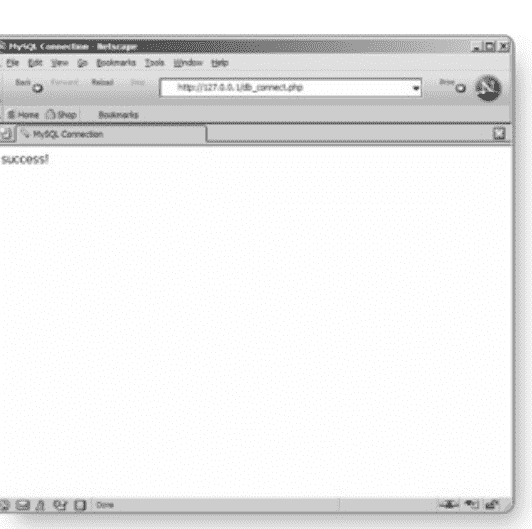 MySQL Connection - Netscape
File Edit View Go Bookmarks Tools Window Help
Back Forward Reload Stop http://127.0.0.1/db_connect.php Print N
Home Shop Bookmarks
MySQL Connection
success!
Done